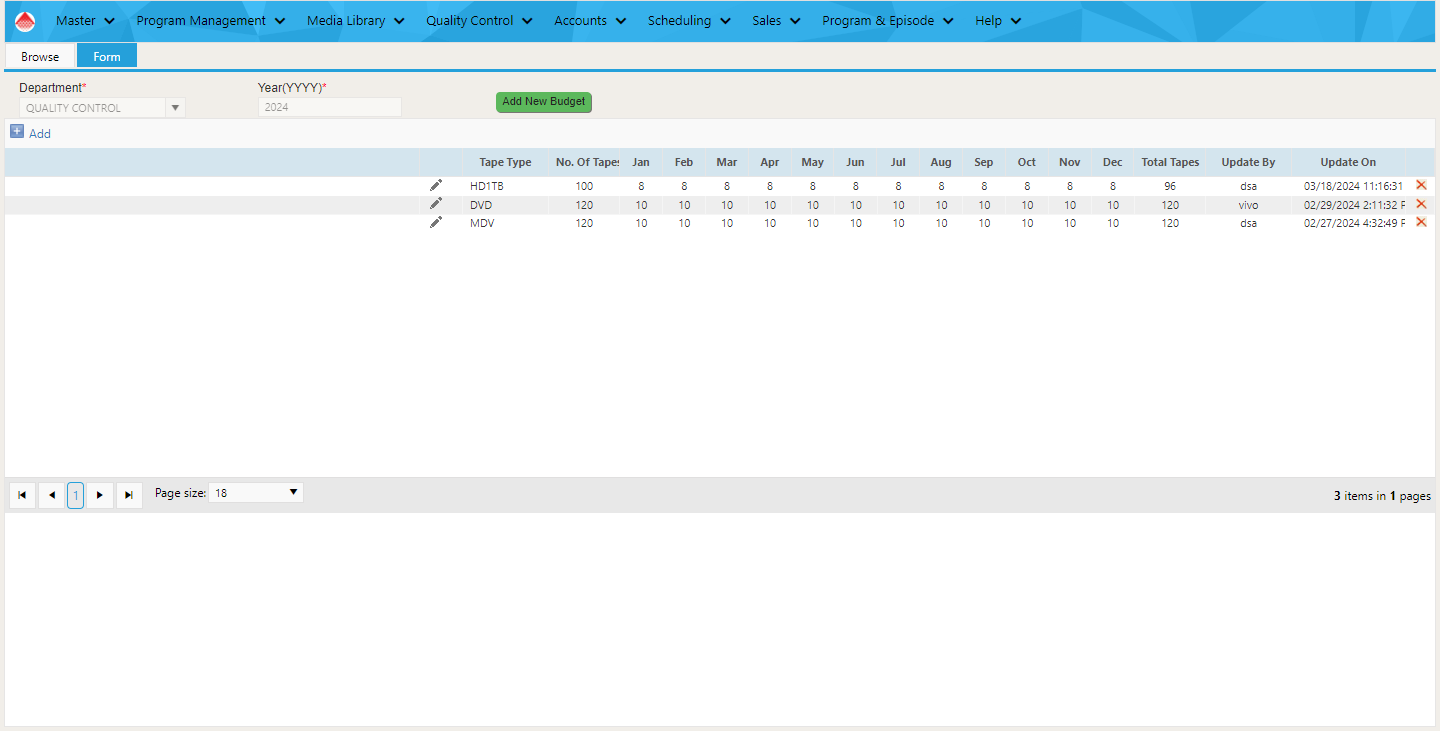 Master Program Management Media Library Quality Control Accounts Scheduling Sales Program & Episode Help
Browse Form
Department* Year(YYYY)*
QUALITY CONTROL 2024 Add New Budget
Add
Tape Type No. Of Tapes Jan Feb Mar Apr May Jun Jul Aug Sep Oct Nov Dec Total Tapes Update By Update On
HD1TB 100 8 8 8 8 8 8 8 8 8 8 8 8 96 dsa 03/18/2024 11:16:31
DVD 120 10 10 10 10 10 10 10 10 10 10 10 10 120 vivo 02/29/2024 2:11:32 P
MDV 120 10 10 10 10 10 10 10 10 10 10 10 10 120 dsa 02/27/2024 4:32:49 P
1 Page size: 18 3 items in 1 pages